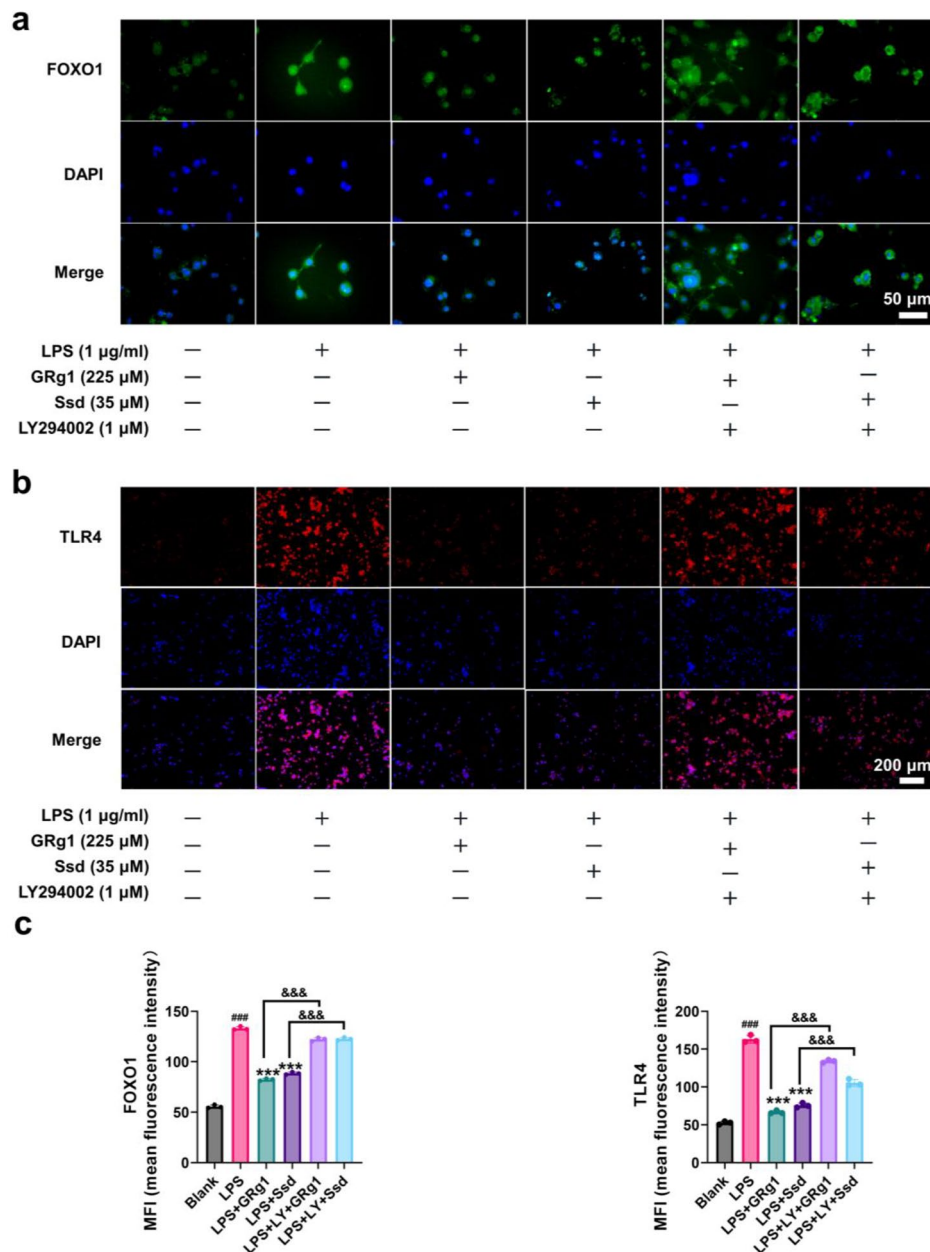 a
FOXO1
DAPI
Merge
50 μm
LPS (1 μg/ml) — + + + + +
GRg1 (225 μM) — — + — + —
Ssd (35 μM) — — — + — +
LY294002 (1 μM) — — — — + +
b
TLR4
DAPI
Merge
200 μm
LPS (1 μg/ml) — + + + + +
GRg1 (225 μM) — — + — + —
Ssd (35 μM) — — — + — +
LY294002 (1 μM) — — — — + +
c
FOXO1
MFI (mean fluorescence intensity)
150
100
50
0
###
***
***
&&&
&&&
Blank
LPS
LPS+GRg1
LPS+Ssd
LPS+LY+GRg1
LPS+LY+Ssd
TLR4
MFI (mean fluorescence intensity)
200
150
100
50
0
###
***
***
&&&
&&&
Blank
LPS
LPS+GRg1
LPS+Ssd
LPS+LY+GRg1
LPS+LY+Ssd